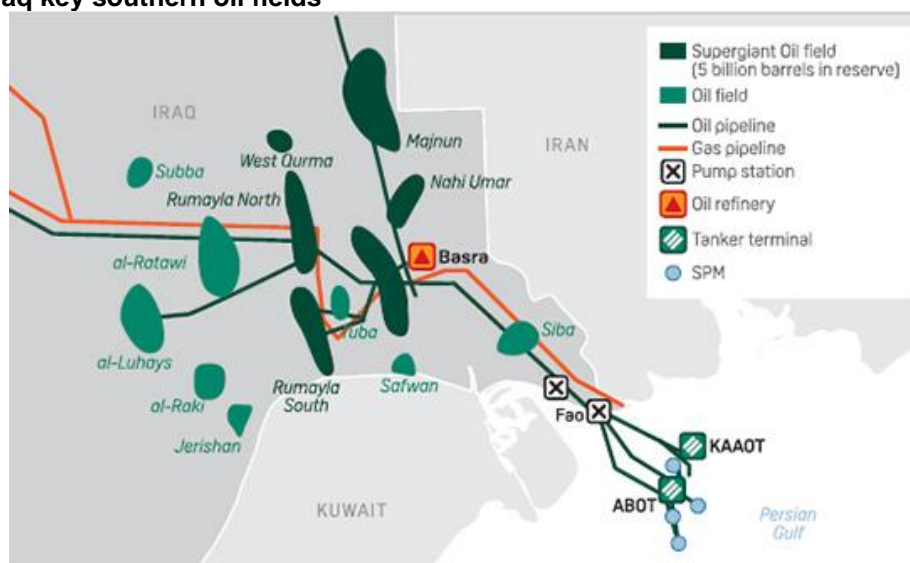 aq key southern oil fields
Supergiant Oil field
(5 billion barrels in reserve)
Oil field
Oil pipeline
Gas pipeline
Pump station
Oil refinery
Tanker terminal
SPM
IRAQ
IRAN
Majnun
West Qurma
Subba
Nahi Umar
Rumayla North
al-Ratawi
Basra
Tuba
Siba
al-Luhays
al-Raki
Rumayla
South
Safwan
Jerishan
Fao
KAAOT
ABOT
KUWAIT
Persian
Gulf